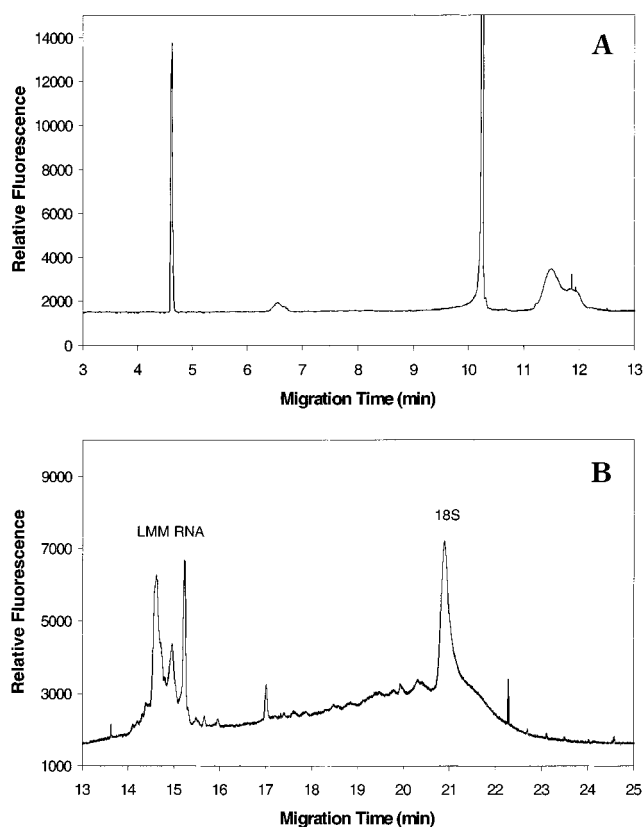 A
14000
12000
10000
8000
6000
4000
2000
0
Relative Fluorescence
3 4 5 6 7 8 9 10 11 12 13
Migration Time (min)
B
9000
7000
5000
3000
1000
Relative Fluorescence
LMM RNA
18S
13 14 15 16 17 18 19 20 21 22 23 24 25
Migration Time (min)